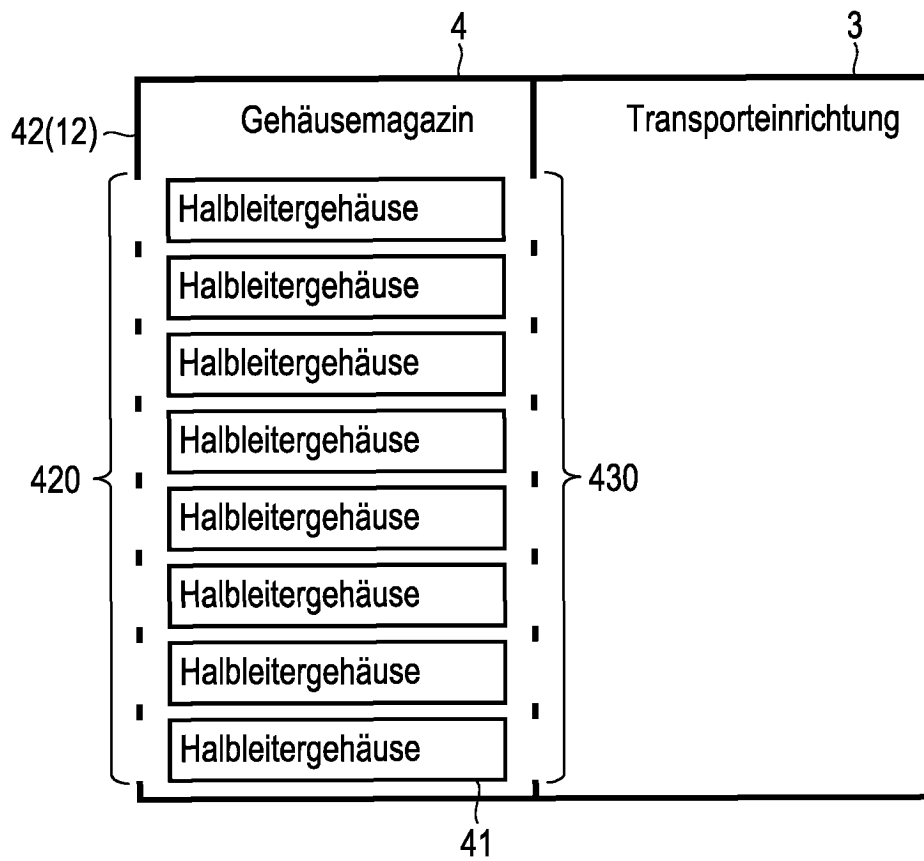 4
3
42(12)
Gehäusemagazin
Transporteinrichtung
Halbleitergehäuse
Halbleitergehäuse
Halbleitergehäuse
Halbleitergehäuse
420
430
Halbleitergehäuse
Halbleitergehäuse
Halbleitergehäuse
Halbleitergehäuse
41